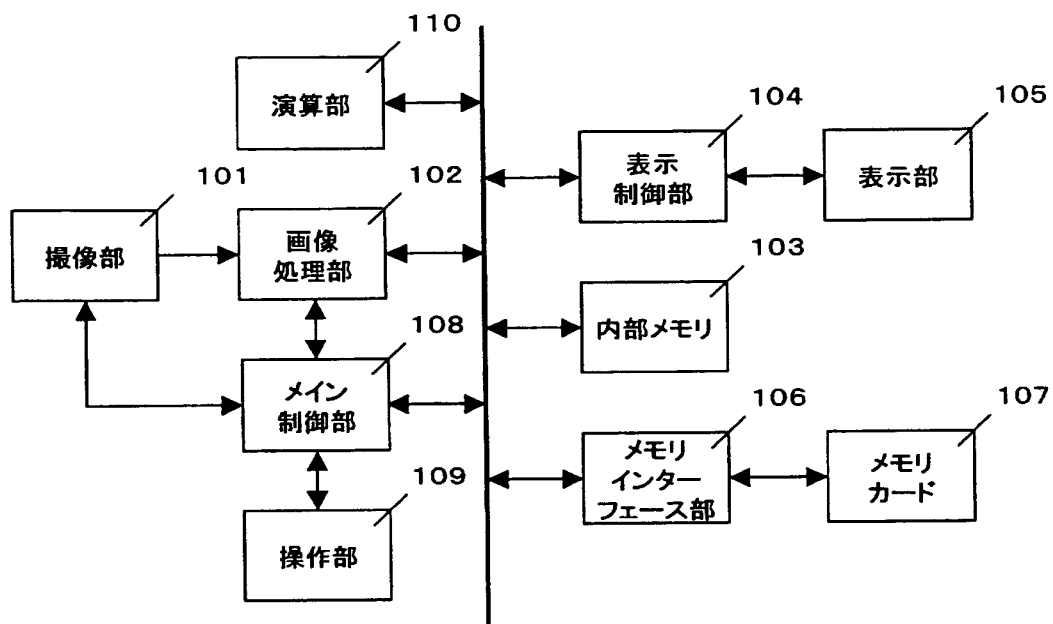 110
演算部
104
105
表示
制御部
表示部
101
102
撮像部
画像
処理部
103
内部メモリ
108
メイン
制御部
106
107
メモリ
インター
フェース部
メモリ
カード
109
操作部